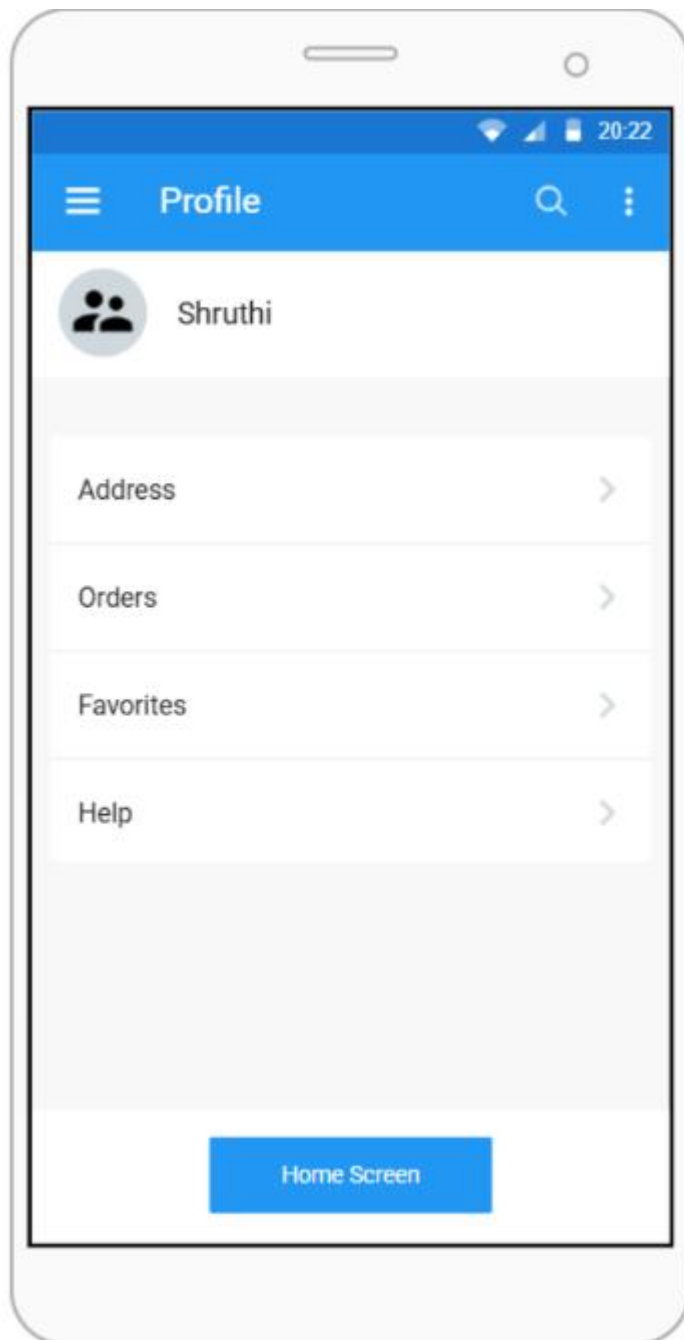 20:22
Profile
Shruthi
Address
Orders
Favorites
Help
Home Screen